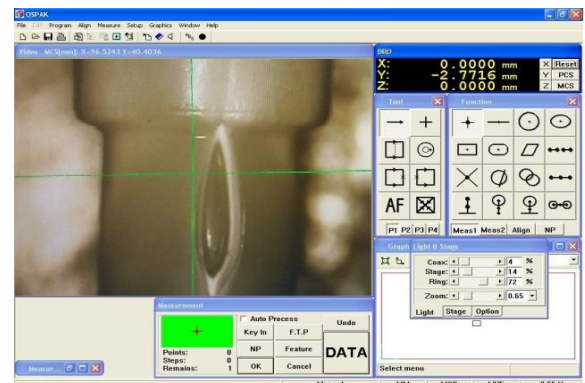 QSPAK
File Edit Program Align Measure Setup Graphics Window Help
Video MCS[mm]: X=96.5243 Y=40.4036
DRO
X: 0.0000 mm X Reset
Y: -2.7716 mm Y PCS
Z: 0.0000 mm Z MCS
Tool
AF
P1 P2 P3 P4
Function
Meas1 Meas2 Align NP
Graph
Light & Stage
Coax: 4 %
Stage: 14 %
Ring: 72 %
Zoom: 0.65
Light Stage Option
Select menu
Measurement
Auto Process
Undo
Key In F.T.P
NP Feature
DATA
OK Cancel
Points: 0
Steps: 0
Remains: 1
Measur...